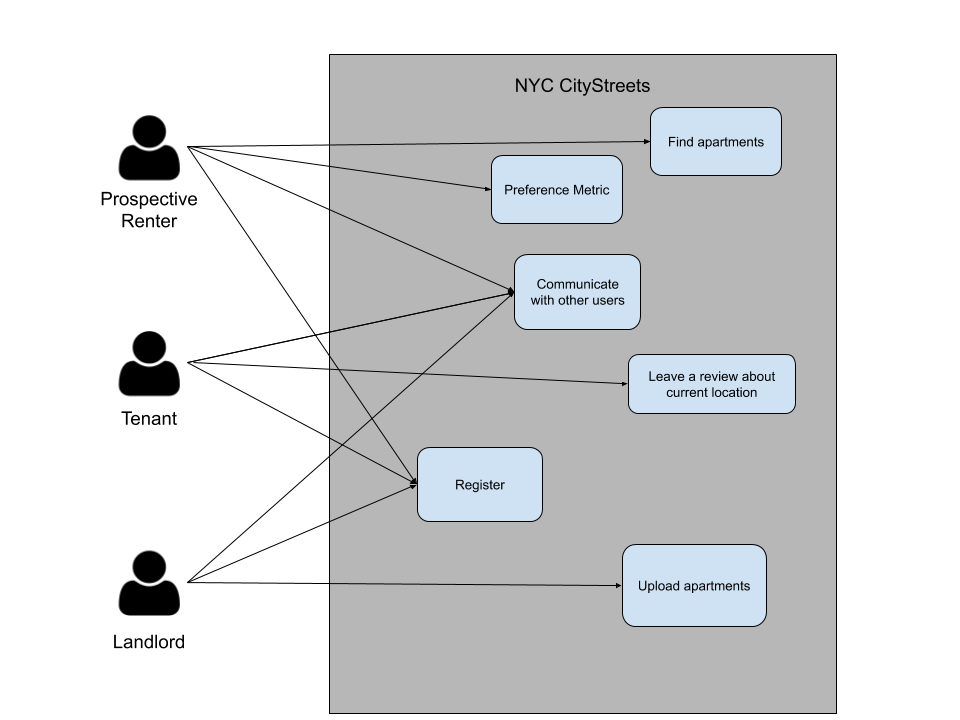 NYC CityStreets
Find apartments
Preference Metric
Prospective
Renter
Communicate
with other users
Leave a review about
current location
Tenant
Register
Upload apartments
Landlord